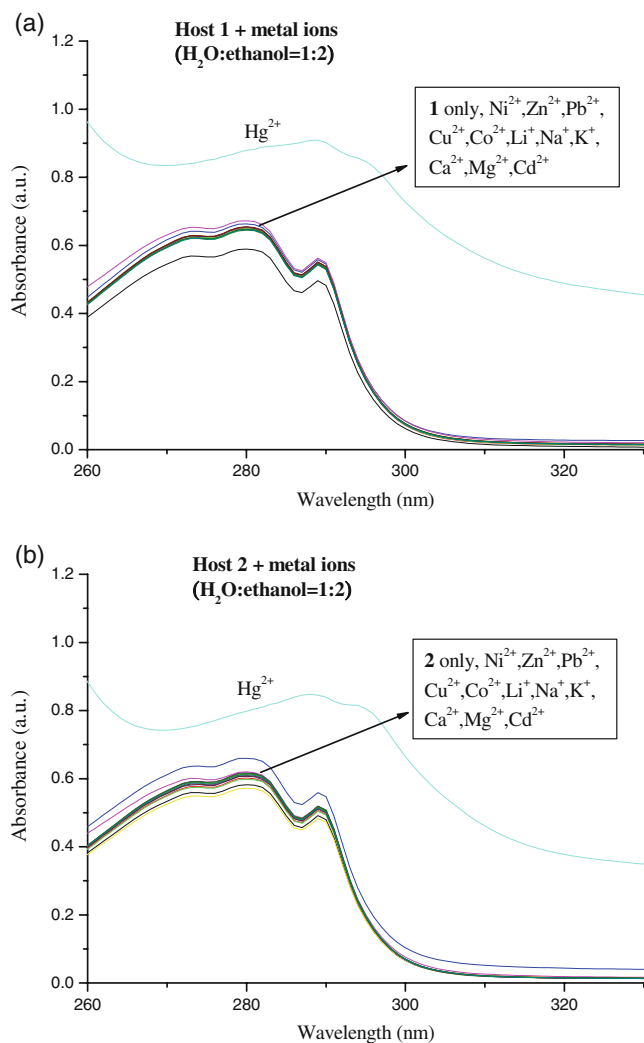 (a)
Host 1 + metal ions
(H₂O:ethanol=1:2)
1.2
1.0
0.8
0.6
0.4
0.2
0.0
Absorbance (a.u.)
Hg²⁺
1 only, Ni²⁺,Zn²⁺,Pb²⁺,
Cu²⁺,Co²⁺,Li⁺,Na⁺,K⁺,
Ca²⁺,Mg²⁺,Cd²⁺
260
280
300
320
Wavelength (nm)
(b)
Host 2 + metal ions
(H₂O:ethanol=1:2)
1.2
1.0
0.8
0.6
0.4
0.2
0.0
Absorbance (a.u.)
Hg²⁺
2 only, Ni²⁺,Zn²⁺,Pb²⁺,
Cu²⁺,Co²⁺,Li⁺,Na⁺,K⁺,
Ca²⁺,Mg²⁺,Cd²⁺
260
280
300
320
Wavelength (nm)